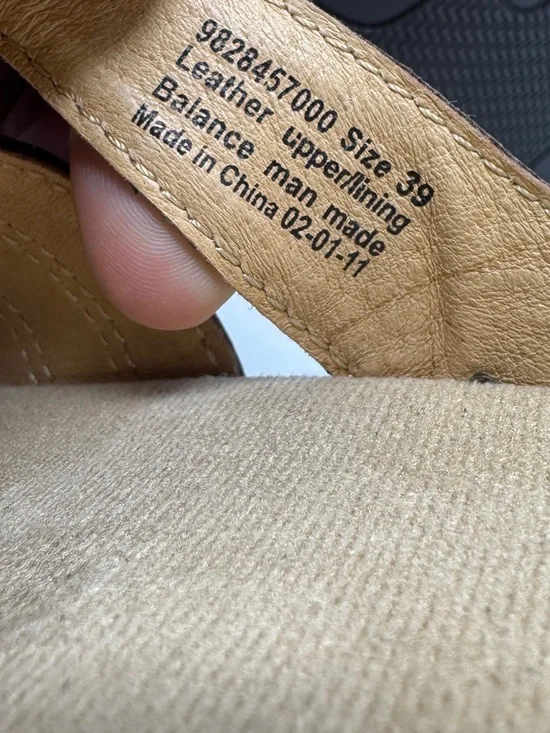 9828457000 Size 39
Leather upper/lining
Balance man made
Made in China 02-01-11